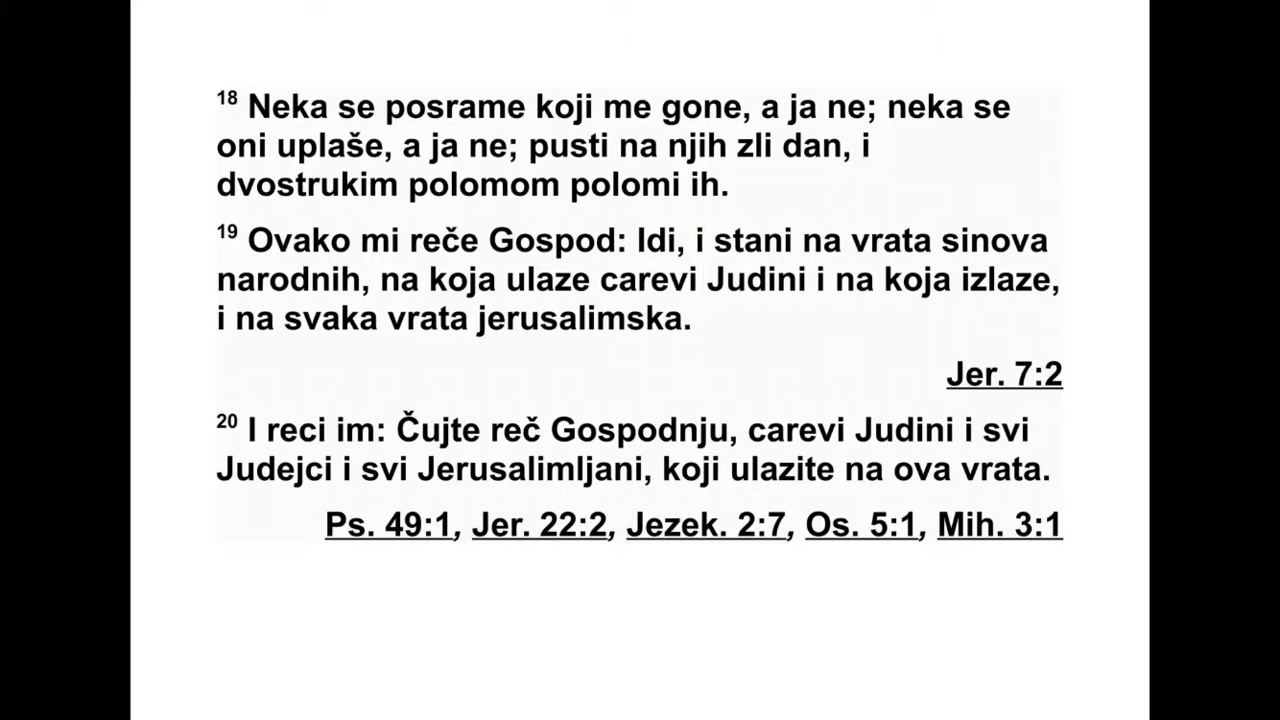 18 Neka se posrame koji me gone, a ja ne; neka se
oni uplaše, a ja ne; pusti na njih zli dan, i
dvostrukim polomom polomi ih.
19 Ovako mi reče Gospod: Idi, i stani na vrata sinova
narodnih, na koja ulaze carevi Judini i na koja izlaze,
i na svaka vrata jerusalimska.
Jer. 7:2
20 I reci im: Čujte reč Gospodnju, carevi Judini i svi
Judejci i svi Jerusalimljani, koji ulazite na ova vrata.
Ps. 49:1, Jer. 22:2, Jezek. 2:7, Os. 5:1, Mih. 3:1